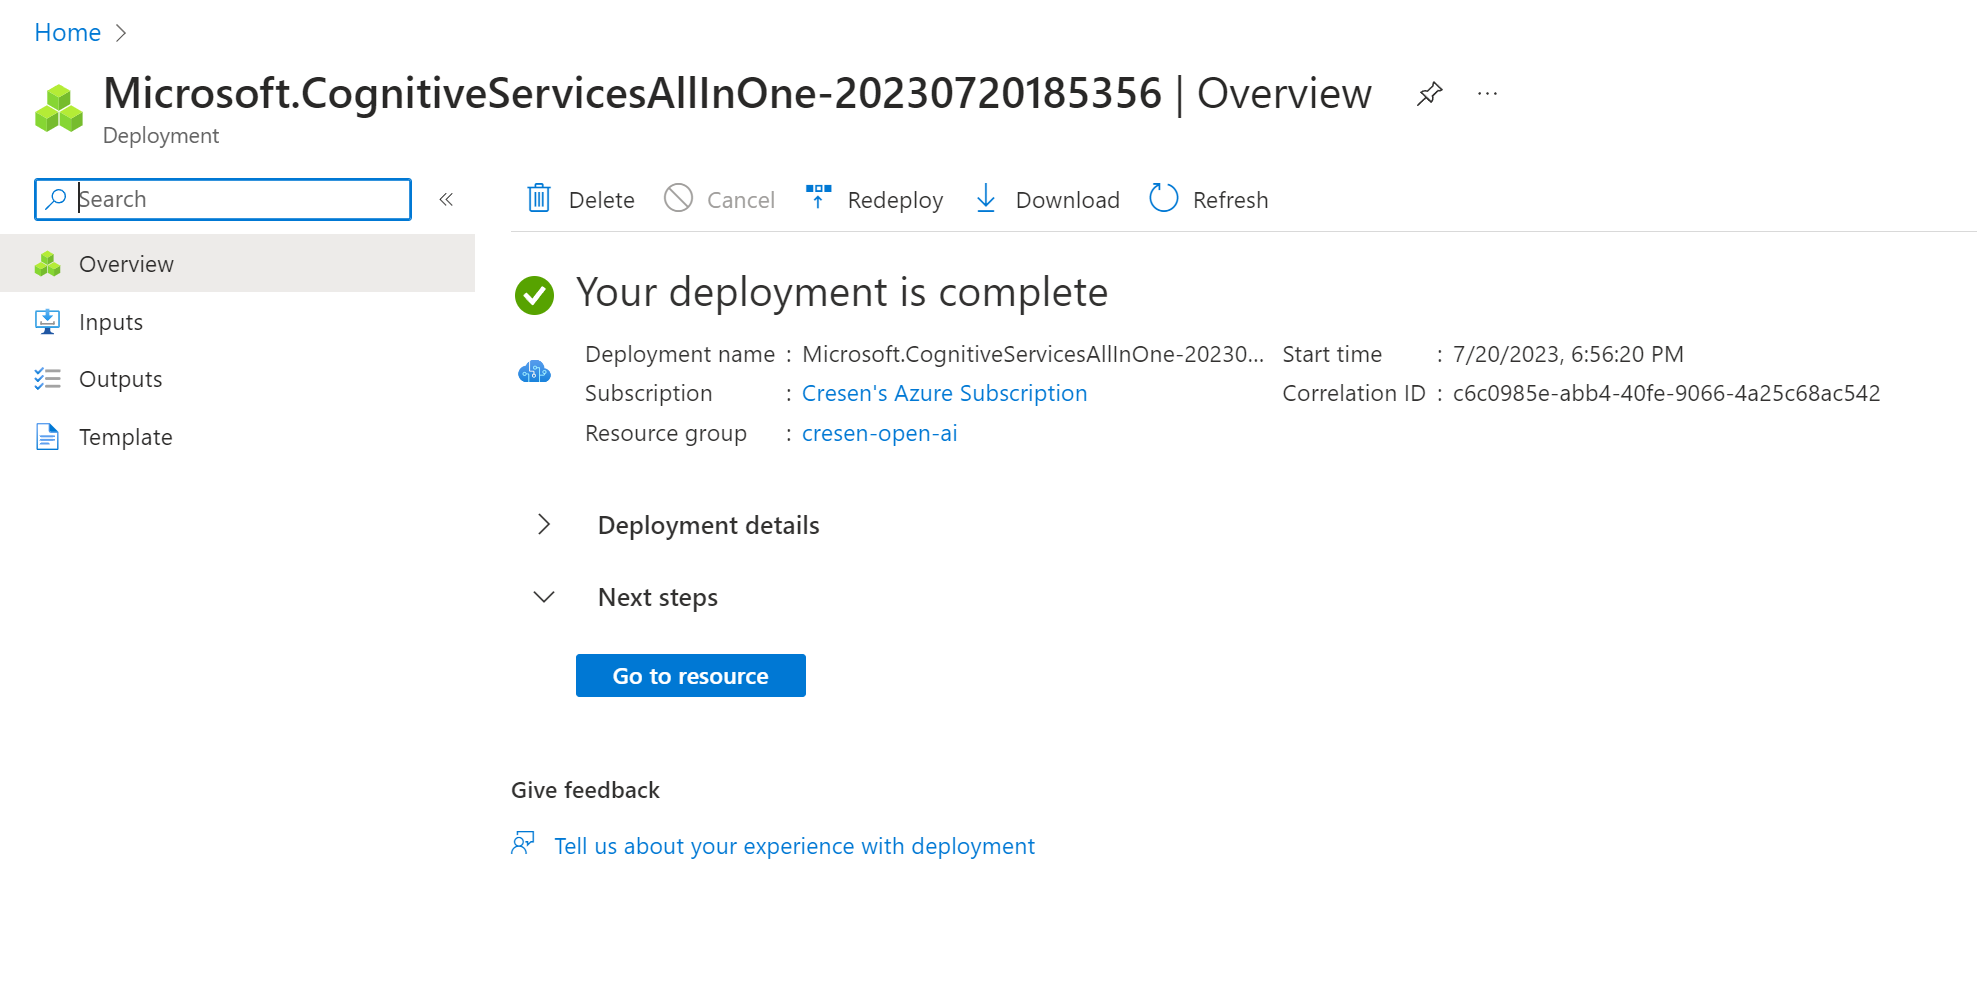 Home
Microsoft.CognitiveServicesAllInOne-20230720185356 | Overview
Deployment
Search
Delete
Cancel
Redeploy
Download
Refresh
Overview
Inputs
Outputs
Template
Your deployment is complete
Deployment name : Microsoft.CognitiveServicesAllInOne-20230...
Subscription : Cresen's Azure Subscription
Resource group : cresen-open-ai
Start time : 7/20/2023, 6:56:20 PM
Correlation ID : c6c0985e-abb4-40fe-9066-4a25c68ac542
Deployment details
Next steps
Go to resource
Give feedback
Tell us about your experience with deployment